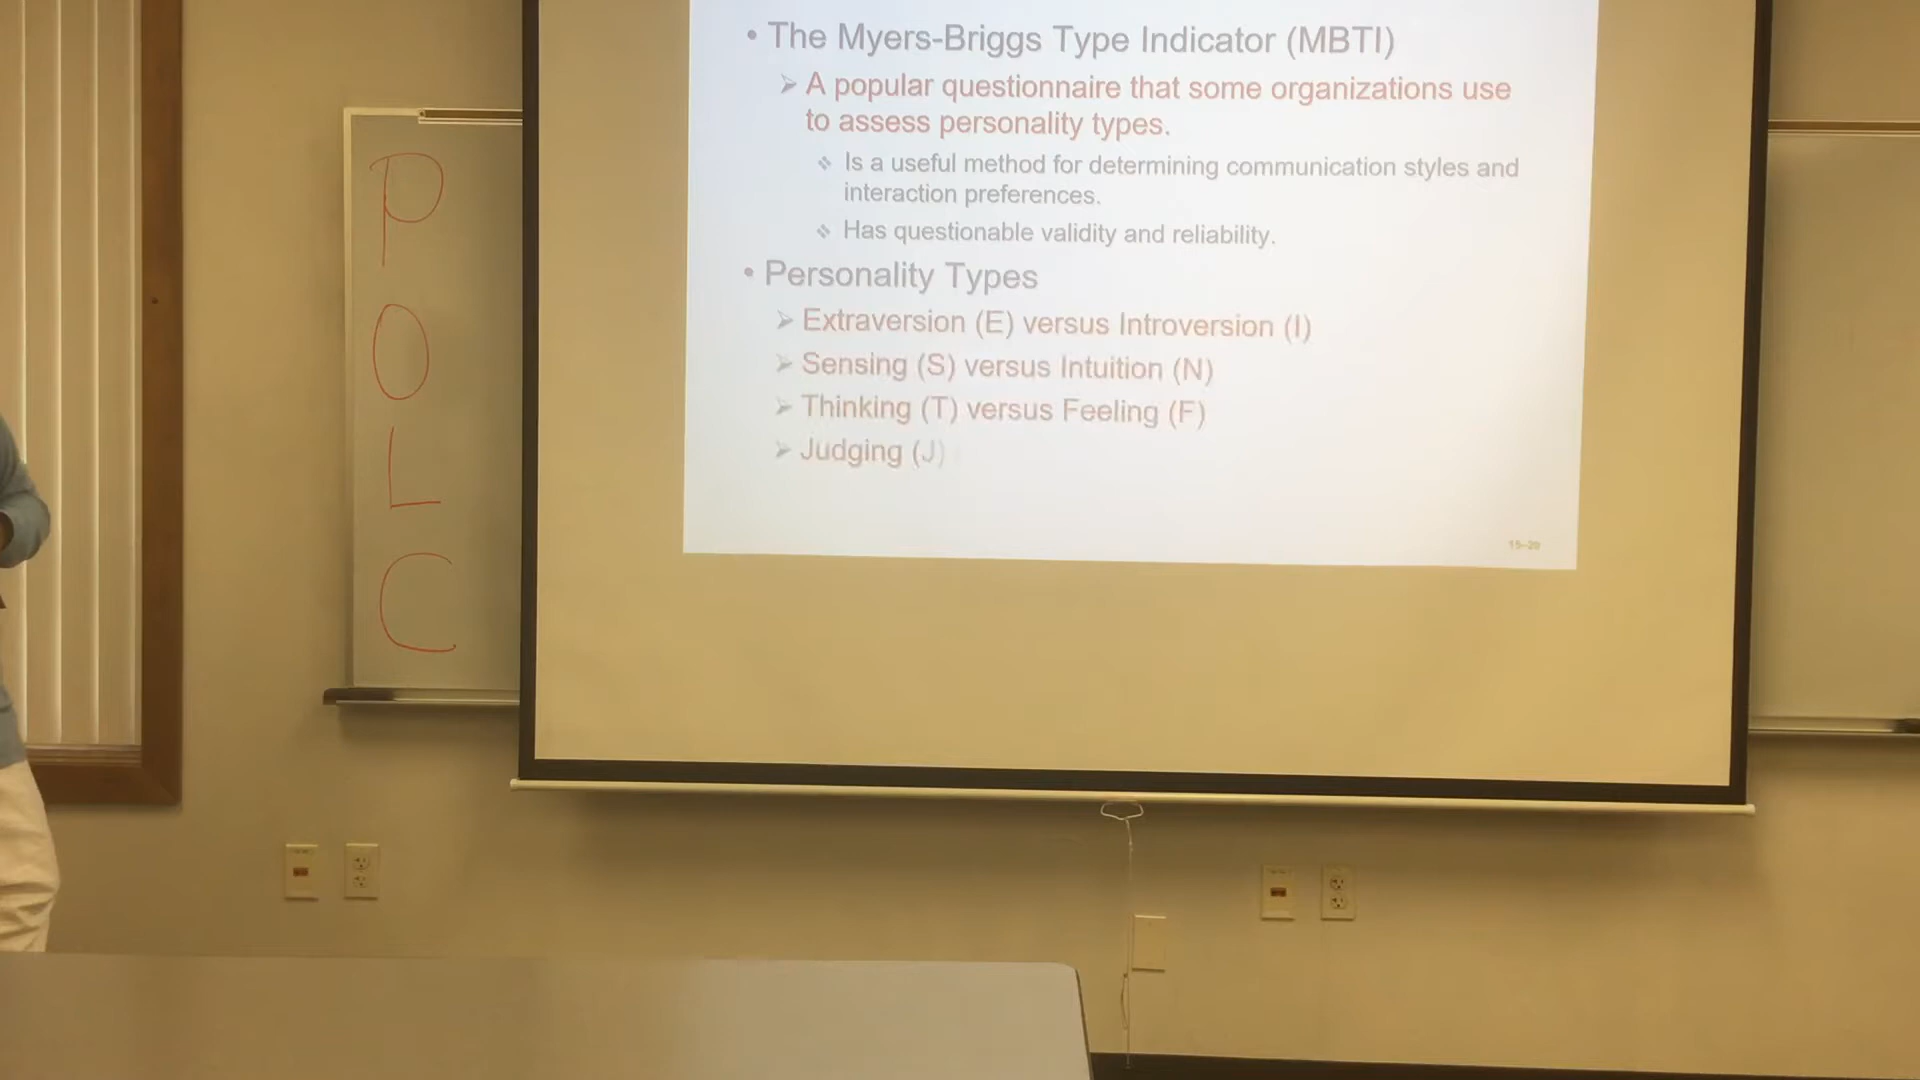 • The Myers-Briggs Type Indicator (MBTI)
➢ A popular questionnaire that some organizations use
to assess personality types.
❖ Is a useful method for determining communication styles and
interaction preferences.
❖ Has questionable validity and reliability.
• Personality Types
➢ Extraversion (E) versus Introversion (I)
➢ Sensing (S) versus Intuition (N)
➢ Thinking (T) versus Feeling (F)
➢ Judging (J)
15–20
P
O
L
C